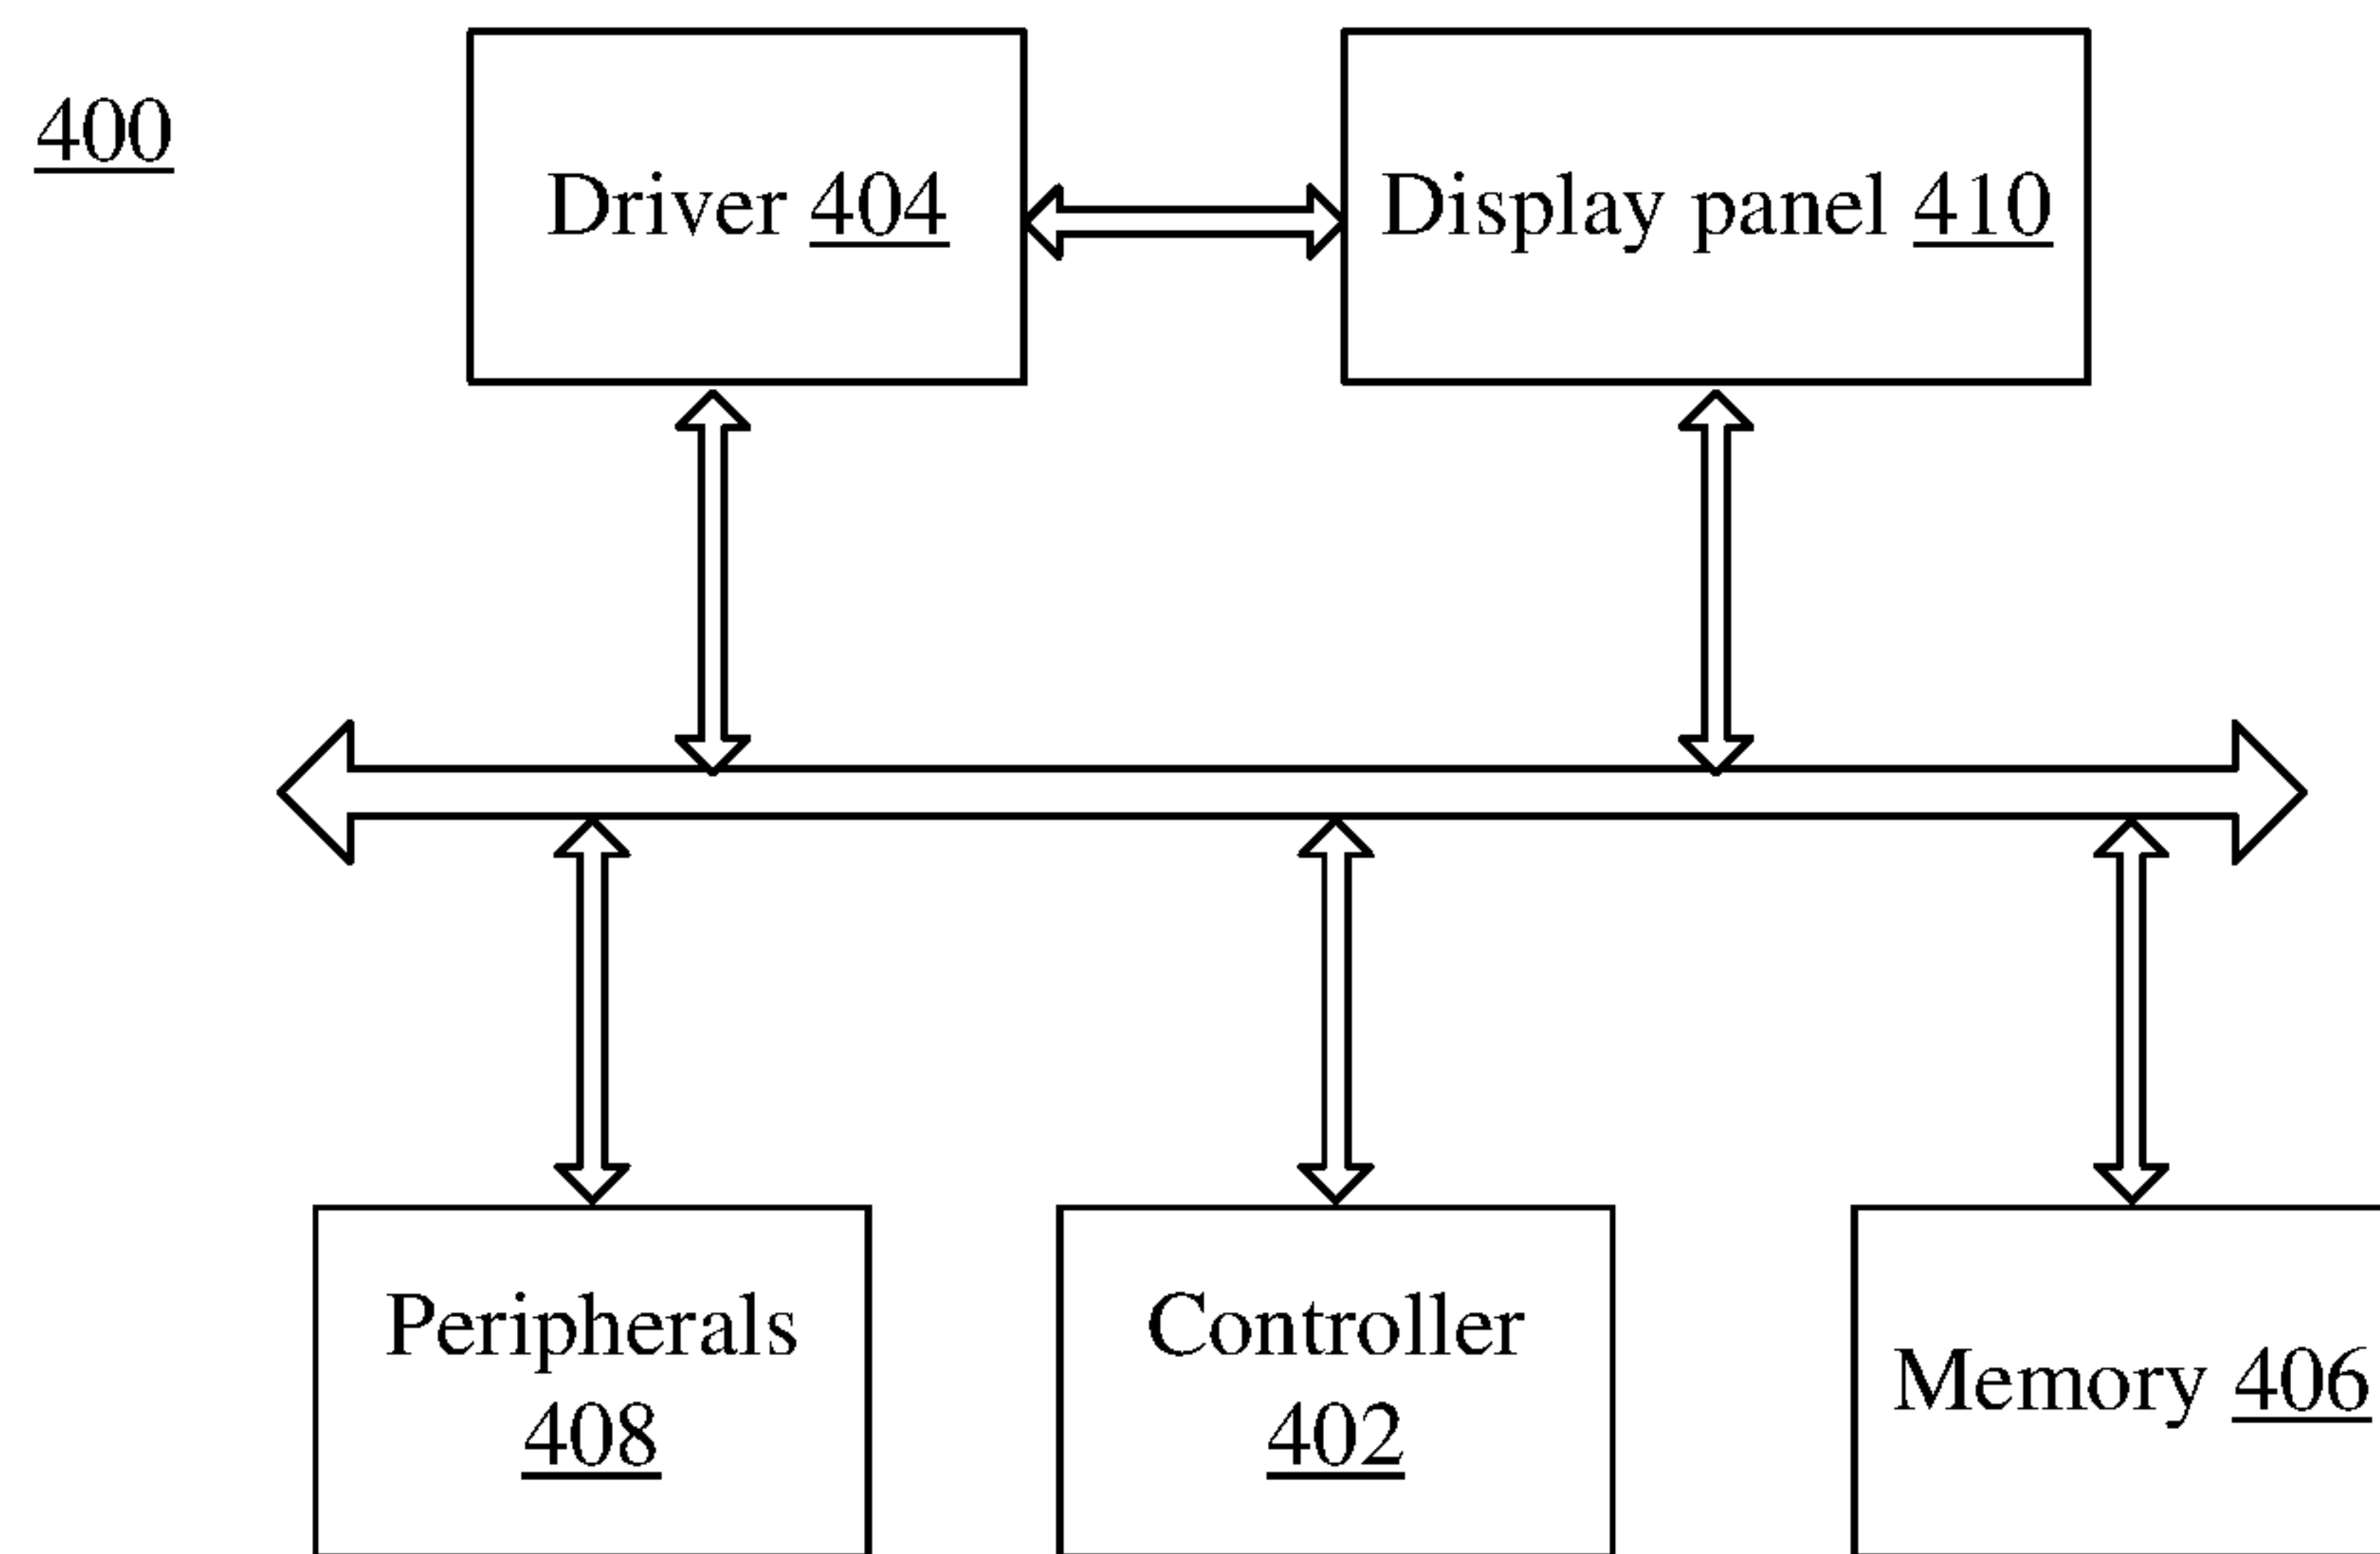 400
Driver 404
Display panel 410
Peripherals
408
Controller
402
Memory 406